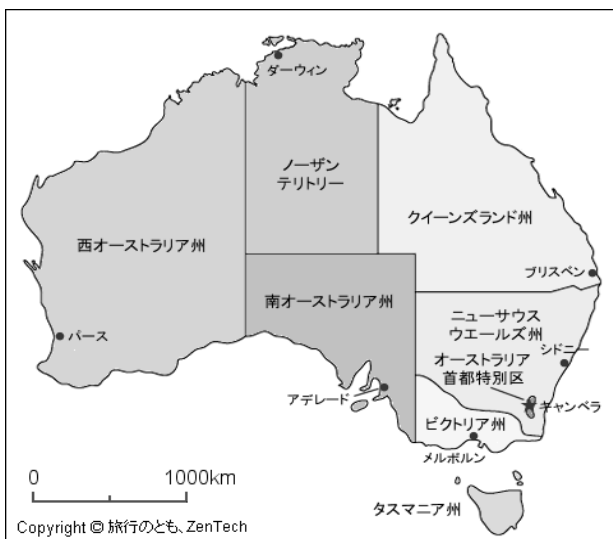 ダーウィン
ノーザン
テリトリー
クイーンズランド州
西オーストラリア州
ブリスベン
南オーストラリア州
ニューサウス
ウエールズ州
パース
シドニー
オーストラリア
首都特別区
アデレード
キャンベラ
ビクトリア州
メルボルン
0 1000km
タスマニア州
Copyright © 旅行のとも、ZenTech